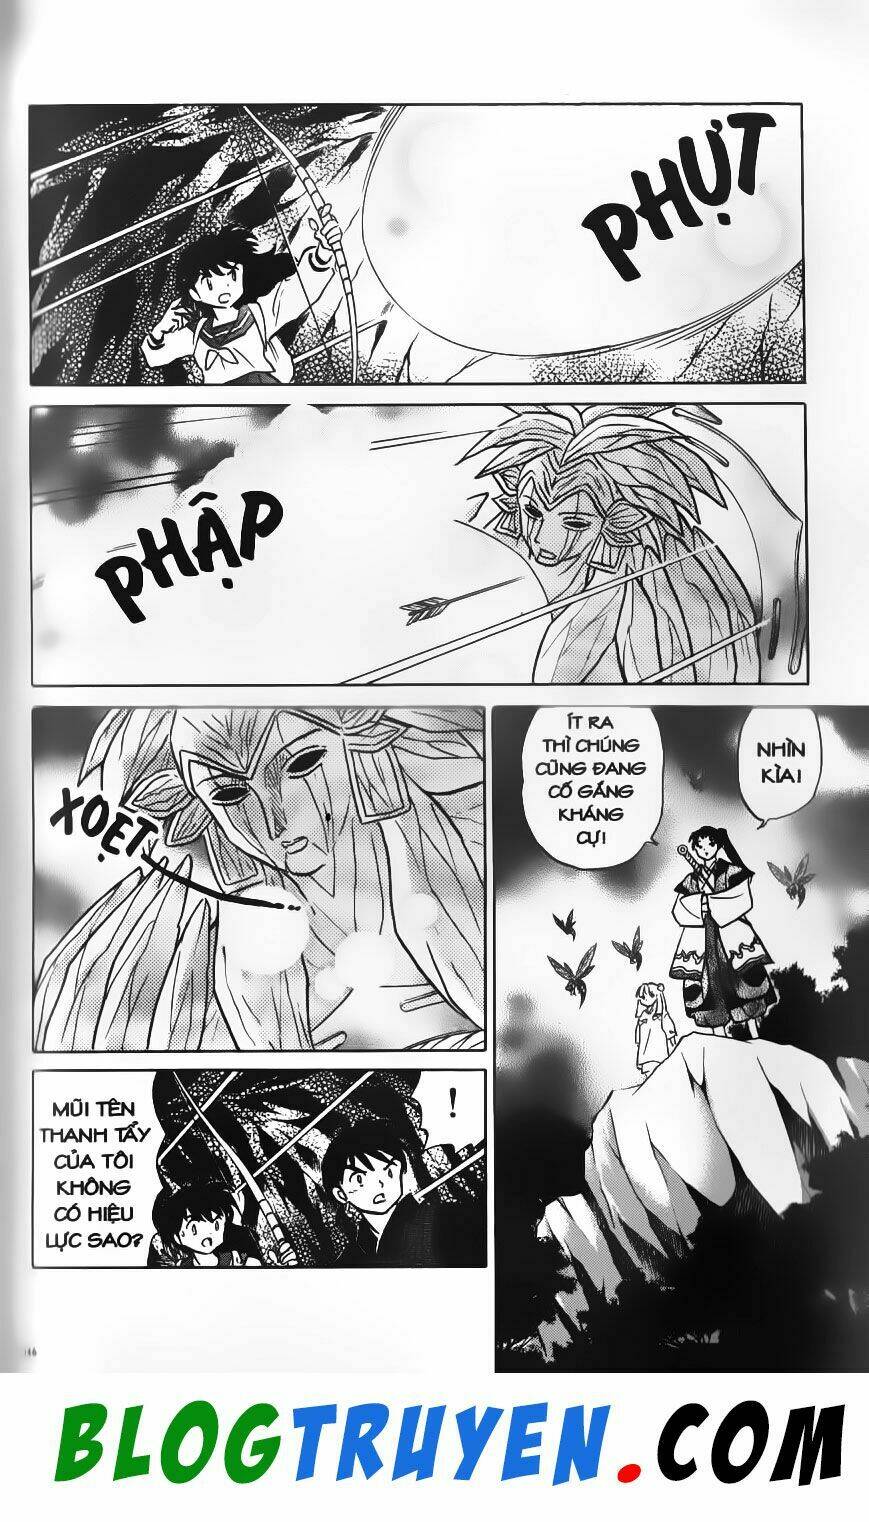 PHỰT
PHẬP
NHÌN
KÌA!
ÍT RA
THÌ CHÚNG
CŨNG ĐANG
CỐ GẮNG
KHÁNG
CỰ!
XOẸT
!
MŨI TÊN
THANH TẨY
CỦA TÔI
KHÔNG
CÓ HIỆU
LỰC SAO?
BLOGTRUYEN.COM